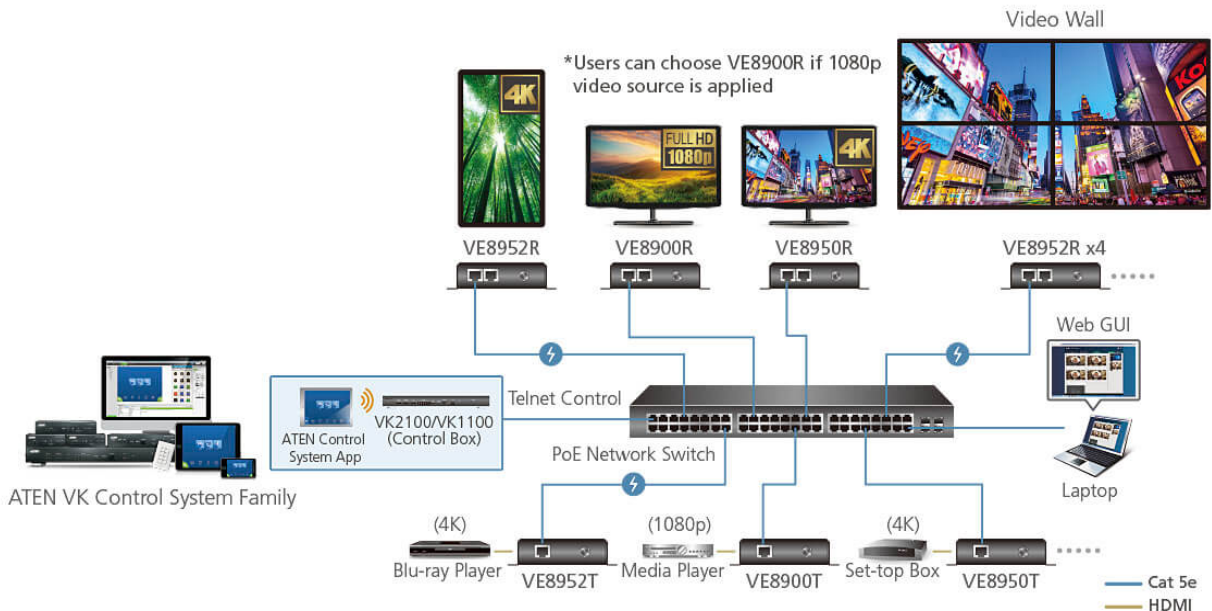 Video Wall
*Users can choose VE8900R if 1080p
video source is applied
4K
FULL HD
1080p
4K
VE8952R
VE8900R
VE8950R
VE8952R x4
Web GUI
Telnet Control
ATEN Control
System App
VK2100/VK1100
(Control Box)
PoE Network Switch
Laptop
ATEN VK Control System Family
(4K)
(1080p)
(4K)
Blu-ray Player
VE8952T
Media Player
VE8900T
Set-top Box
VE8950T
Cat 5e
HDMI